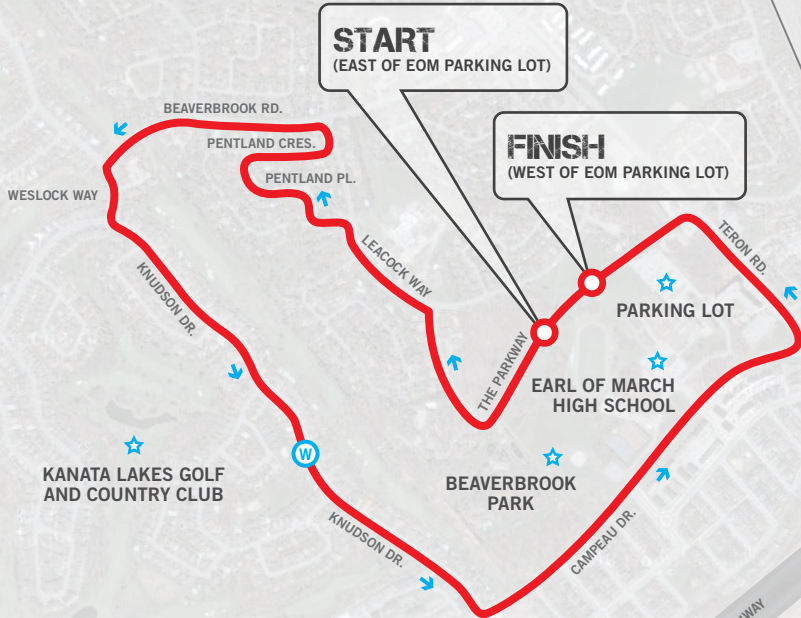 START
(EAST OF EOM PARKING LOT)
BEAVERBROOK RD.
FINISH
(WEST OF EOM PARKING LOT)
PENTLAND CRES.
PENTLAND PL.
WESLOCK WAY
TERON RD.
LEACOCK WAY
KNUDSON DR.
PARKING LOT
THE PARKWAY
EARL OF MARCH
HIGH SCHOOL
W
KANATA LAKES GOLF
AND COUNTRY CLUB
BEAVERBROOK
PARK
KNUDSON DR.
CAMPEAU DR.